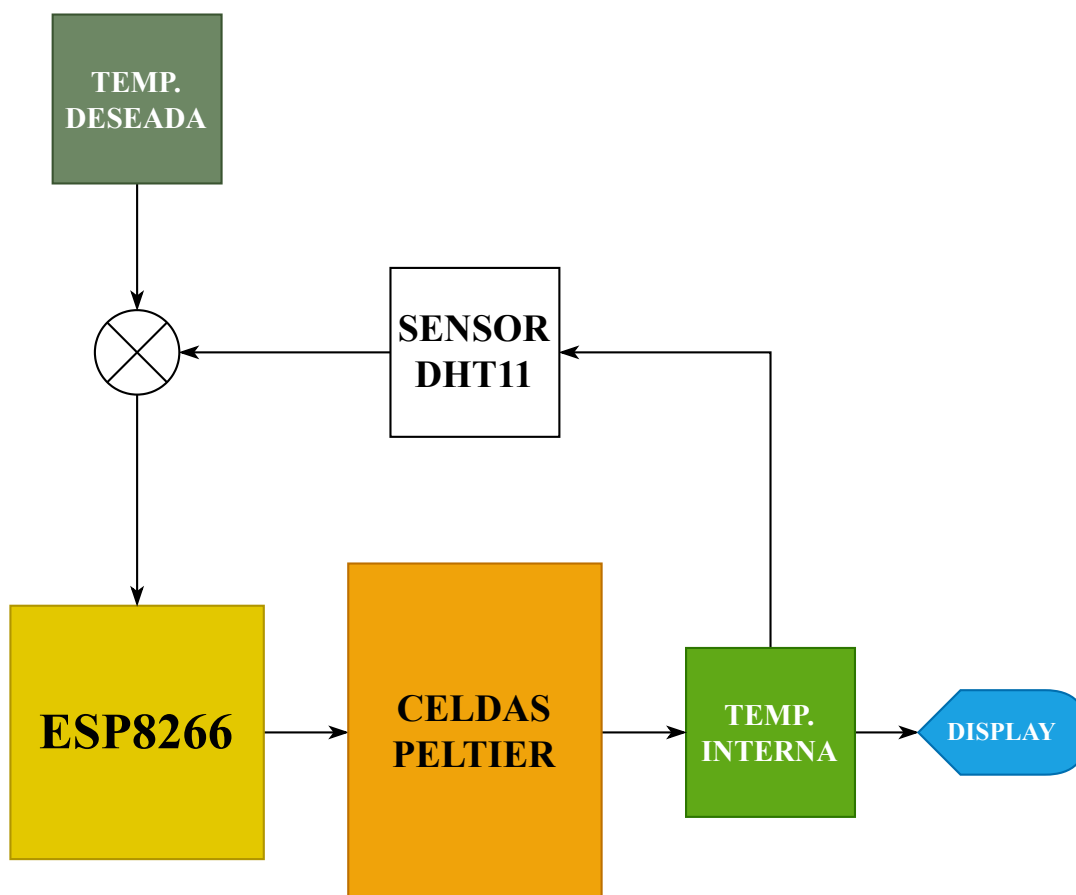 TEMP.
DESEADA
SENSOR
DHT11
ESP8266
CELDAS
PELTIER
TEMP.
INTERNA
DISPLAY